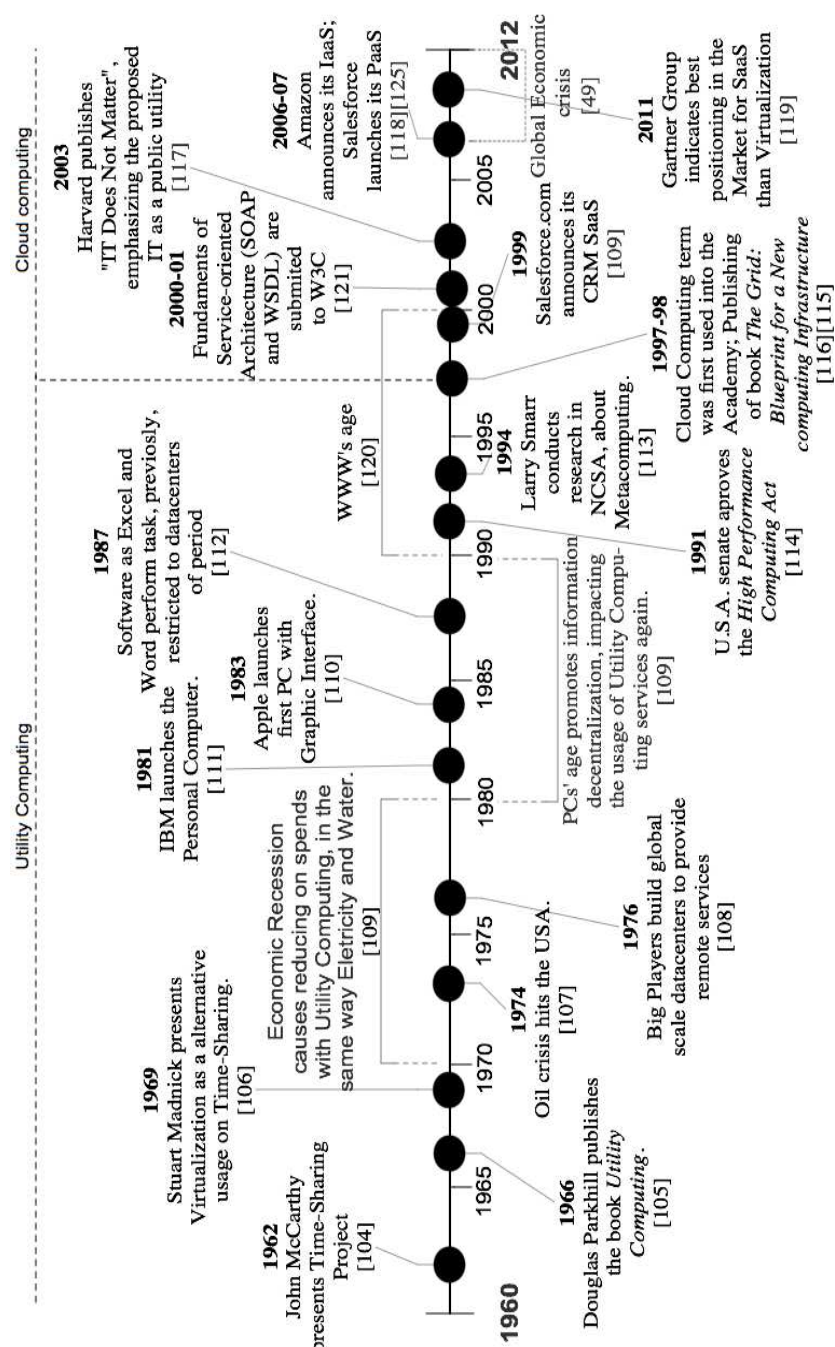 Utility Computing
Cloud computing
1962
John McCarthy
presents Time-Sharing
Project
[104]
1969
Stuart Madnick presents
Virtualization as a alternative
usage on Time-Sharing.
[106]
Economic Recession
causes reducing on spends
with Utility Computing, in the
same way Eletricity and Water.
[109]
1981
IBM launches the
Personal Computer.
[111]
1983
Apple launches
first PC with
Graphic Interface.
[110]
1987
Software as Excel and
Word perform task, previosly,
restricted to datacenters
of period
[112]
WWW's age
[120]
2000-01
Fundaments of
Service-oriented
Architecture (SOAP
and WSDL) are
submited
to W3C
[121]
2003
Harvard publishes
"IT Does Not Matter",
emphasizing the proposed
IT as a public utility
[117]
2006-07
Amazon
announces its IaaS;
Salesforce
launches its PaaS
[118][125]
1960
1965
1970
1975
1980
1985
1990
1995
2000
2005
2012
1966
Douglas Parkhill publishes
the book Utility
Computing.
[105]
1974
Oil crisis hits the USA.
[107]
1976
Big Players build global
scale datacenters to provide
remote services
[108]
PCs' age promotes information
decentralization, impacting
the usage of Utility Compu-
ting services again.
[109]
1991
U.S.A. senate aproves
the High Performance
Computing Act
[114]
1994
Larry Smarr
conducts
research in
NCSA, about
Metacomputing.
[113]
1997-98
Cloud Computing term
was first used into the
Academy; Publishing
of book The Grid:
Blueprint for a New
computing Infrastructure
[116][115]
1999
Salesforce.com
announces its
CRM SaaS
[109]
Global Economic
crisis
[49]
2011
Gartner Group
indicates best
positioning in the
Market for SaaS
than Virtualization
[119]